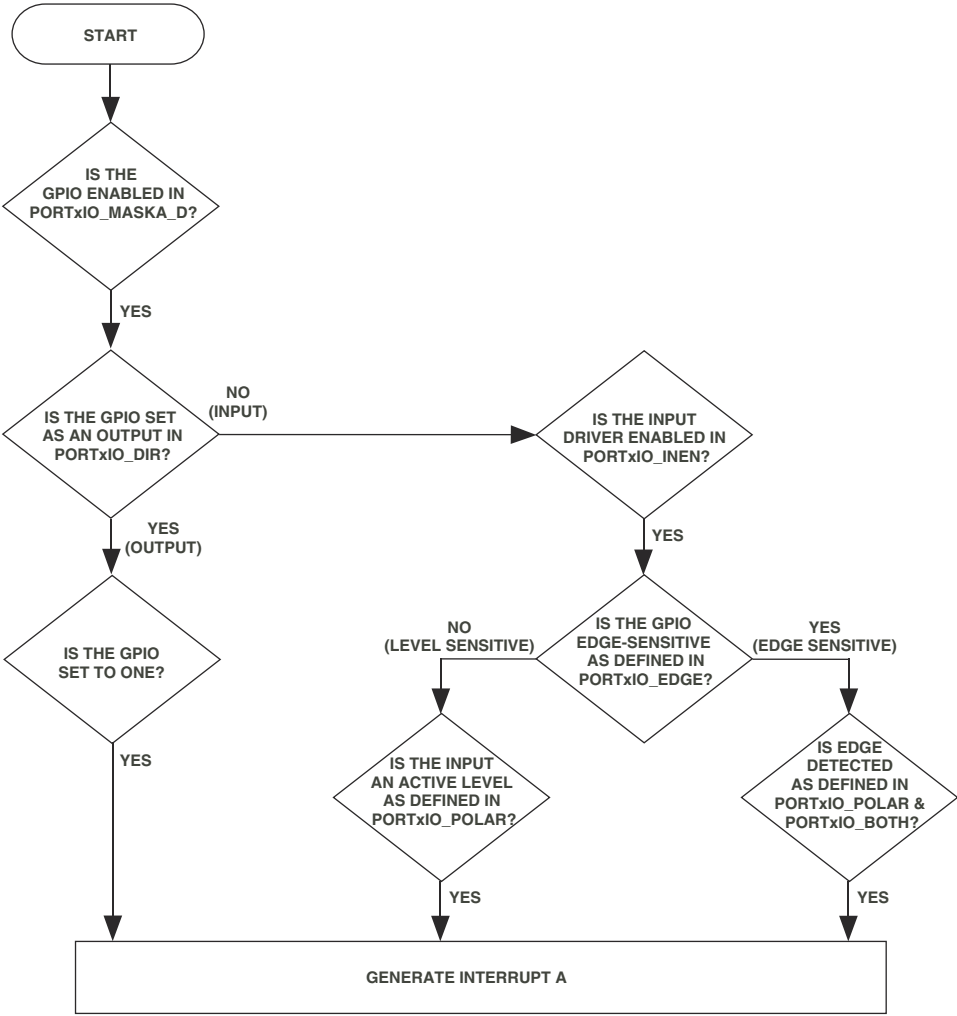 START
IS THE
GPIO ENABLED IN
PORTxIO_MASKA_D?
YES
IS THE GPIO SET
AS AN OUTPUT IN
PORTxIO_DIR?
NO
(INPUT)
IS THE INPUT
DRIVER ENABLED IN
PORTxIO_INEN?
YES
(OUTPUT)
YES
IS THE GPIO
SET TO ONE?
NO
(LEVEL SENSITIVE)
IS THE GPIO
EDGE-SENSITIVE
AS DEFINED IN
PORTxIO_EDGE?
YES
(EDGE SENSITIVE)
YES
IS THE INPUT
AN ACTIVE LEVEL
AS DEFINED IN
PORTxIO_POLAR?
IS EDGE
DETECTED
AS DEFINED IN
PORTxIO_POLAR &
PORTxIO_BOTH?
YES
YES
GENERATE INTERRUPT A